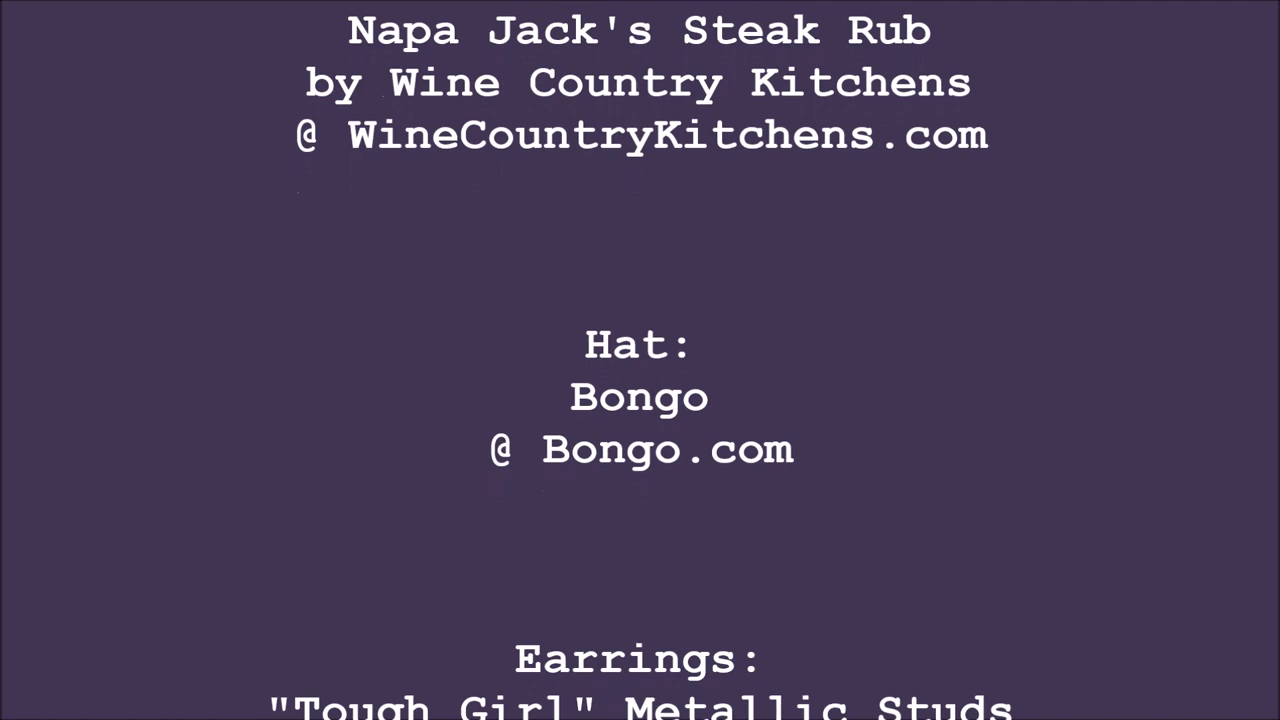 Napa Jack's Steak Rub
by Wine Country Kitchens
@ WineCountryKitchens.com
Hat:
Bongo
@ Bongo.com
Earrings:
"Tough Girl" Metallic Studs